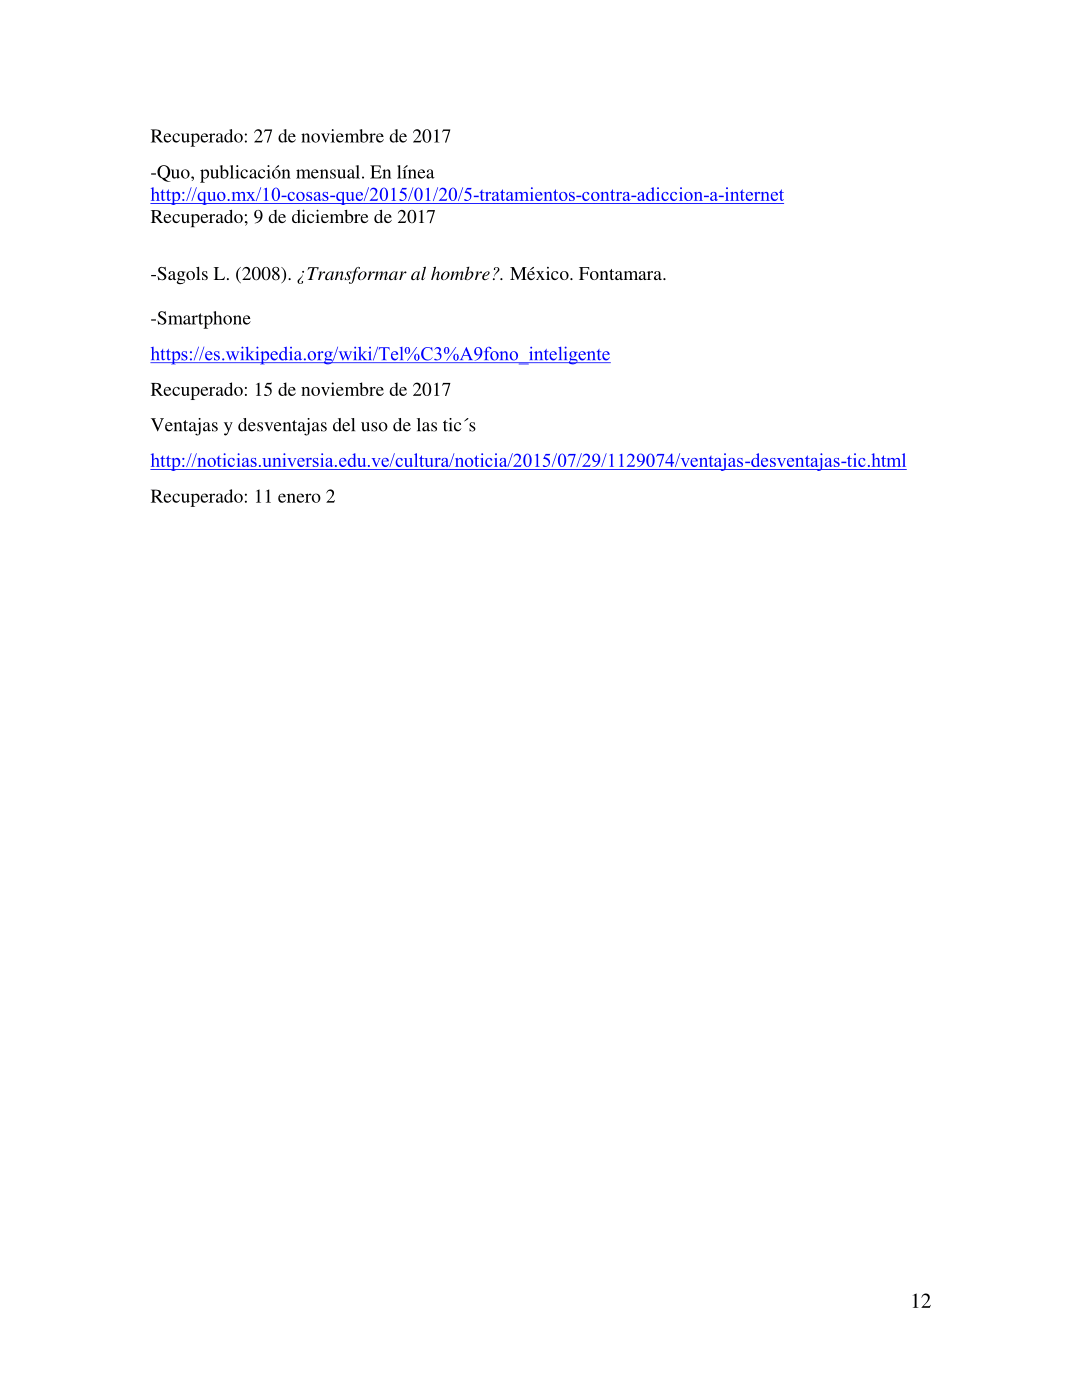 Recuperado: 27 de noviembre de 2017
-Quo, publicación mensual. En línea
http://quo.mx/10-cosas-que/2015/01/20/5-tratamientos-contra-adiccion-a-internet
Recuperado; 9 de diciembre de 2017
-Sagols L. (2008). ¿Transformar al hombre?. México. Fontamara.
-Smartphone
https://es.wikipedia.org/wiki/Tel%C3%A9fono_inteligente
Recuperado: 15 de noviembre de 2017
Ventajas y desventajas del uso de las tic´s
http://noticias.universia.edu.ve/cultura/noticia/2015/07/29/1129074/ventajas-desventajas-tic.html
Recuperado: 11 enero 2
12